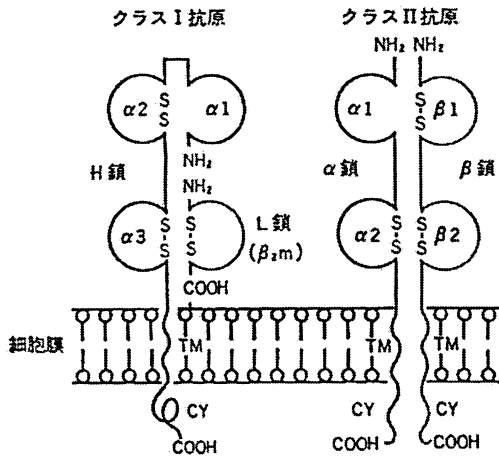 クラスI抗原
クラスII抗原
NH₂ NH₂
α2
S
S
α1
α1
S
S
β1
NH₂
NH₂
H鎖
α鎖
β鎖
α3
S
S
S
S
L鎖
(β₂m)
α2
S
S
S
S
β2
COOH
細胞膜
TM
TM
TM
CY
CY
CY
COOH
COOH
COOH